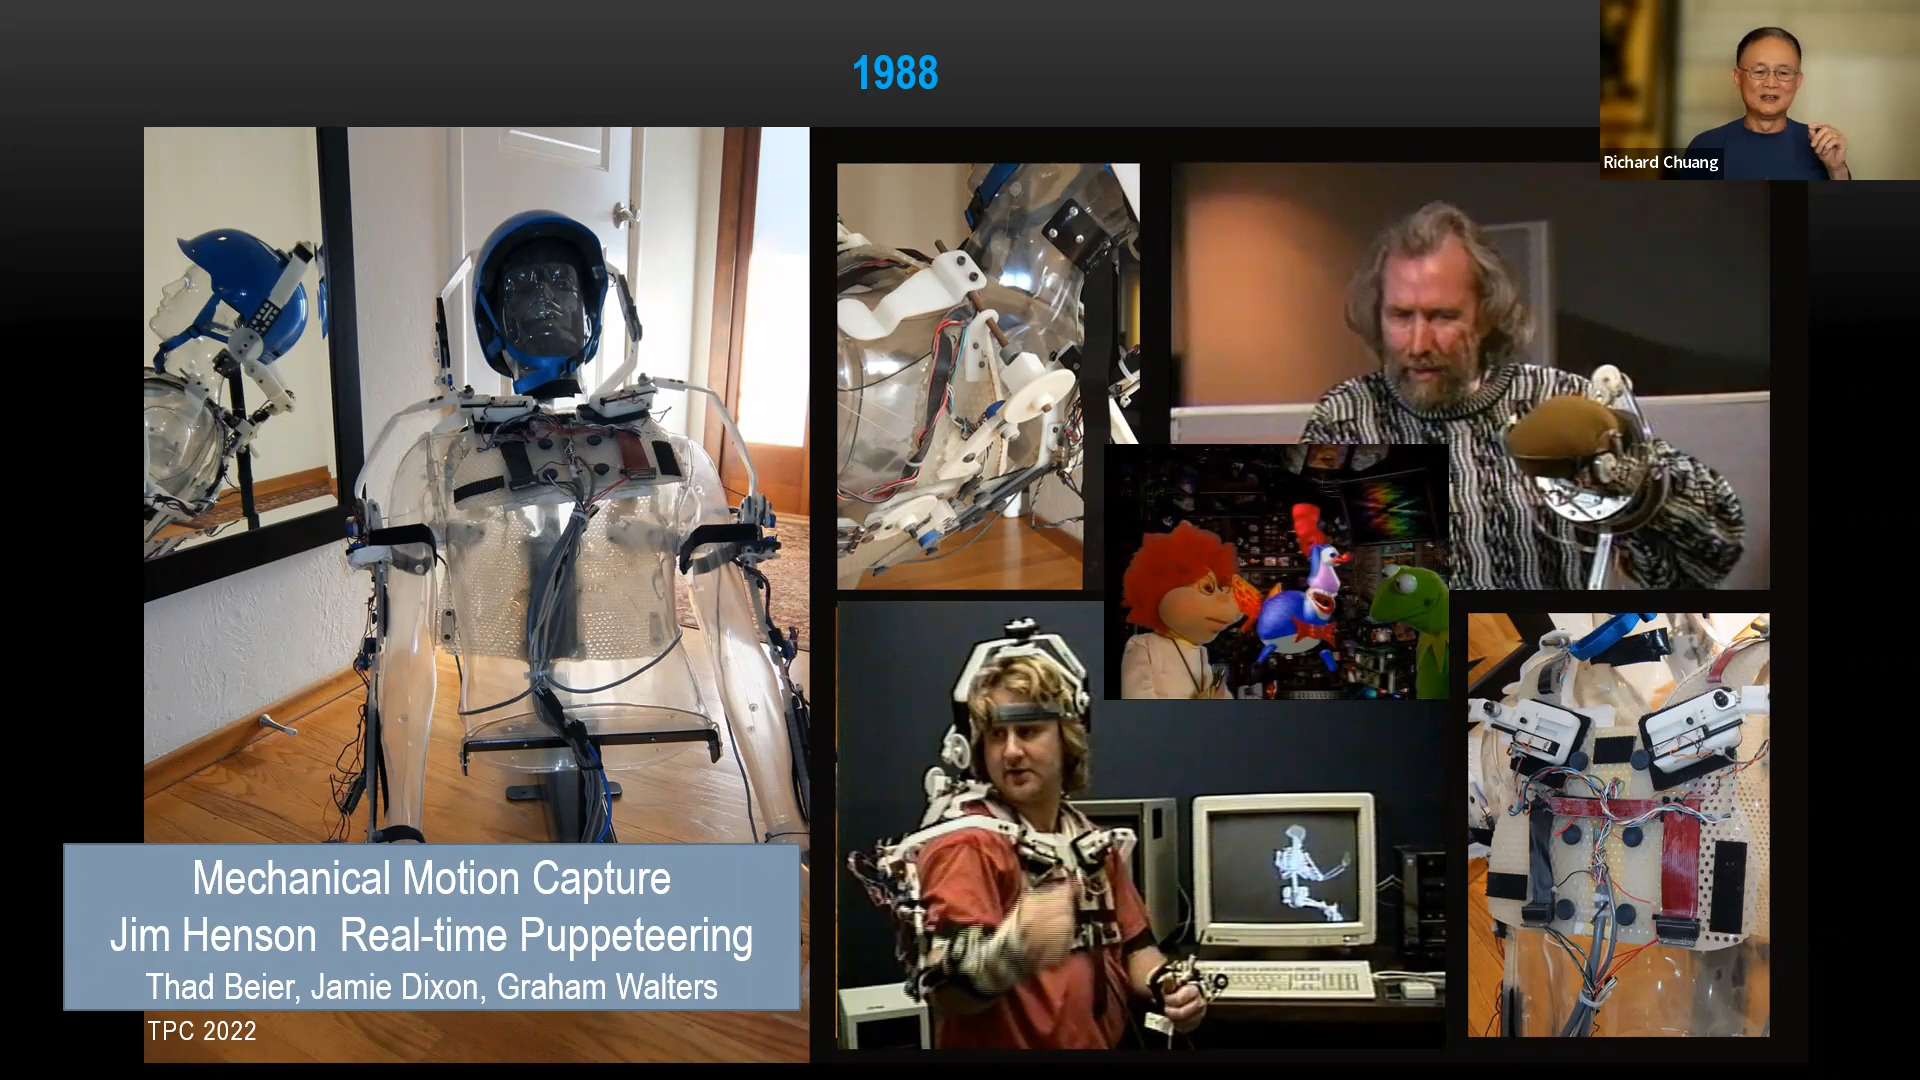 1988
Richard Chuang
Mechanical Motion Capture
Jim Henson Real-time Puppeteering
Thad Beier, Jamie Dixon, Graham Walters
TPC 2022